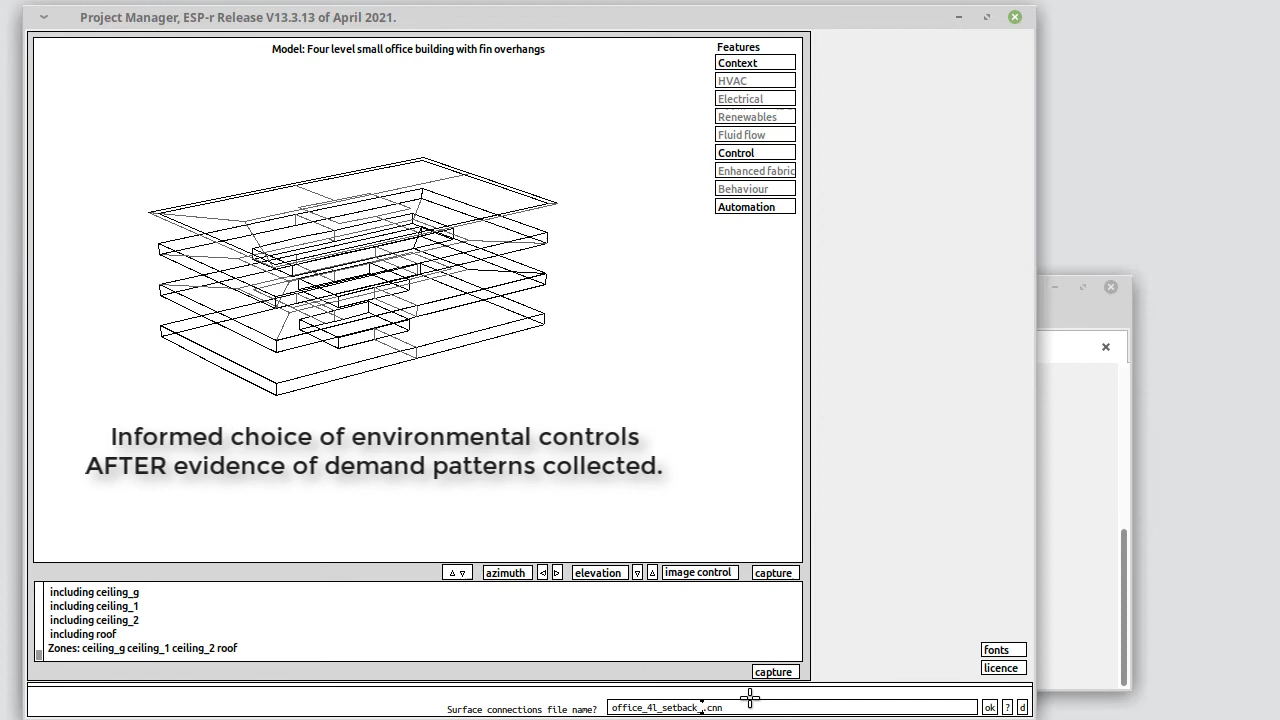 Project Manager, ESP-r Release V13.3.13 of April 2021.
Model: Four level small office building with fin overhangs
Features
Context
HVAC
Electrical
Renewables
Fluid flow
Control
Enhanced fabric
Behaviour
Automation
Informed choice of environmental controls
AFTER evidence of demand patterns collected.
azimuth
elevation
image control
capture
including ceiling_g
including ceiling_1
including ceiling_2
including roof
Zones: ceiling_g ceiling_1 ceiling_2 roof
capture
fonts
licence
Surface connections file name?
office_4l_setback_.cnn
ok
?
d